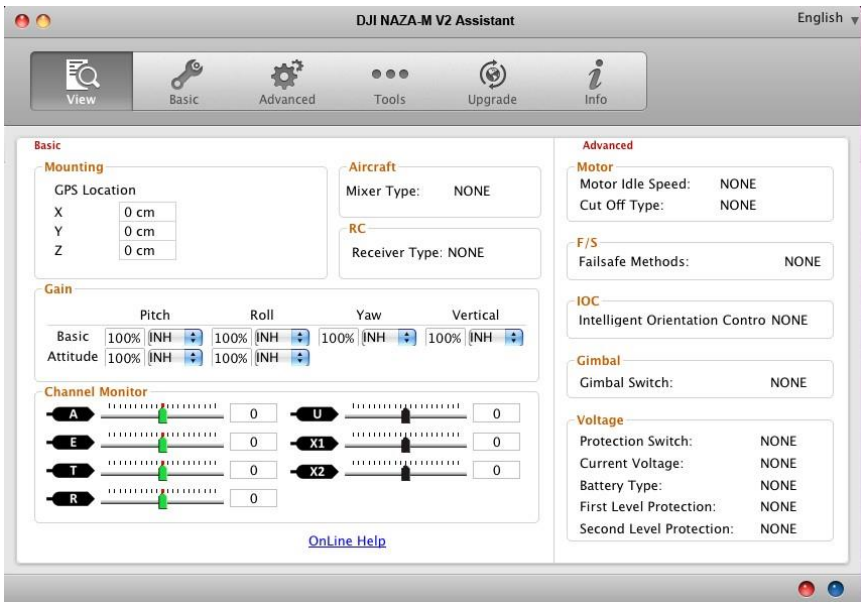 DJI NAZA-M V2 Assistant
English
View
Basic
Advanced
Tools
Upgrade
Info
Basic
Mounting
GPS Location
X 0 cm
Y 0 cm
Z 0 cm
Aircraft
Mixer Type: NONE
RC
Receiver Type: NONE
Gain
Pitch Roll Yaw Vertical
Basic 100% INH 100% INH 100% INH 100% INH
Attitude 100% INH 100% INH
Channel Monitor
A 0 U 0
E 0 X1 0
T 0 X2 0
R 0
OnLine Help
Advanced
Motor
Motor Idle Speed: NONE
Cut Off Type: NONE
F/S
Failsafe Methods: NONE
IOC
Intelligent Orientation Contro NONE
Gimbal
Gimbal Switch: NONE
Voltage
Protection Switch: NONE
Current Voltage: NONE
Battery Type: NONE
First Level Protection: NONE
Second Level Protection: NONE